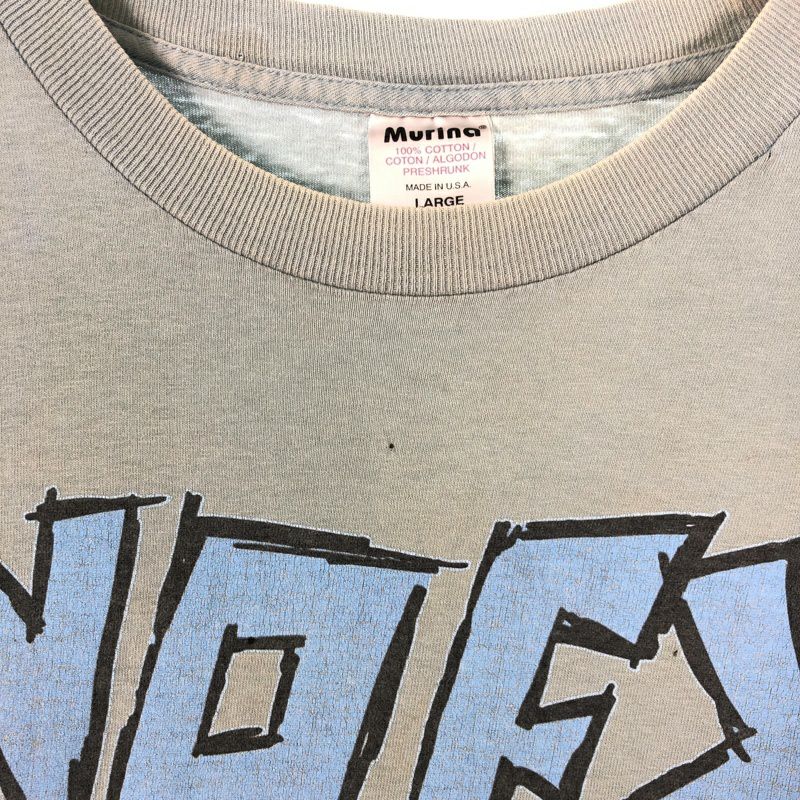 Murina®
100% COTTON /
COTON / ALGODON
PRESHRUNK
MADE IN U.S.A.
LARGE
NOFX